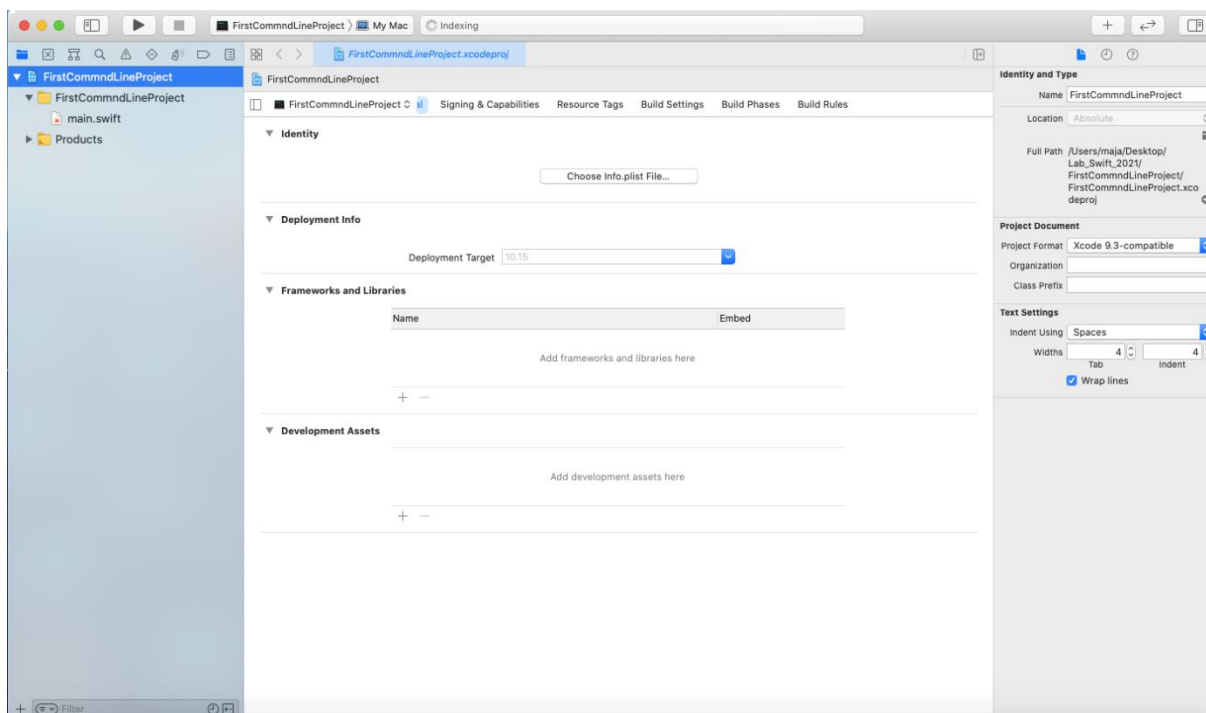 FirstCommndLineProject 〉 My Mac Indexing
FirstCommndLineProject
FirstCommndLineProject
main.swift
Products
Filter
FirstCommndLineProject.xcodeproj
FirstCommndLineProject
FirstCommndLineProject Signing & Capabilities Resource Tags Build Settings Build Phases Build Rules
Identity
Choose Info.plist File...
Deployment Info
Deployment Target 10.15
Frameworks and Libraries
Name Embed
Add frameworks and libraries here
Development Assets
Add development assets here
Identity and Type
Name FirstCommndLineProject
Location Absolute
Full Path /Users/maja/Desktop/
Lab_Swift_2021/
FirstCommndLineProject/
FirstCommndLineProject.xco
deproj
Project Document
Project Format Xcode 9.3-compatible
Organization
Class Prefix
Text Settings
Indent Using Spaces
Widths 4 4
Tab Indent
Wrap lines